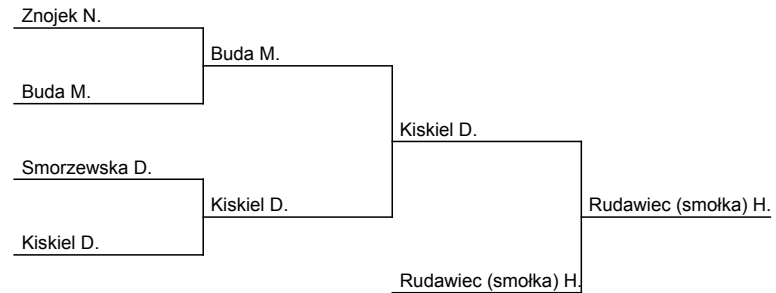 Znojek N.
Buda M.
Buda M.
Kiskiel D.
Smorzewska D.
Kiskiel D.
Rudawiec (smołka) H.
Kiskiel D.
Rudawiec (smołka) H.